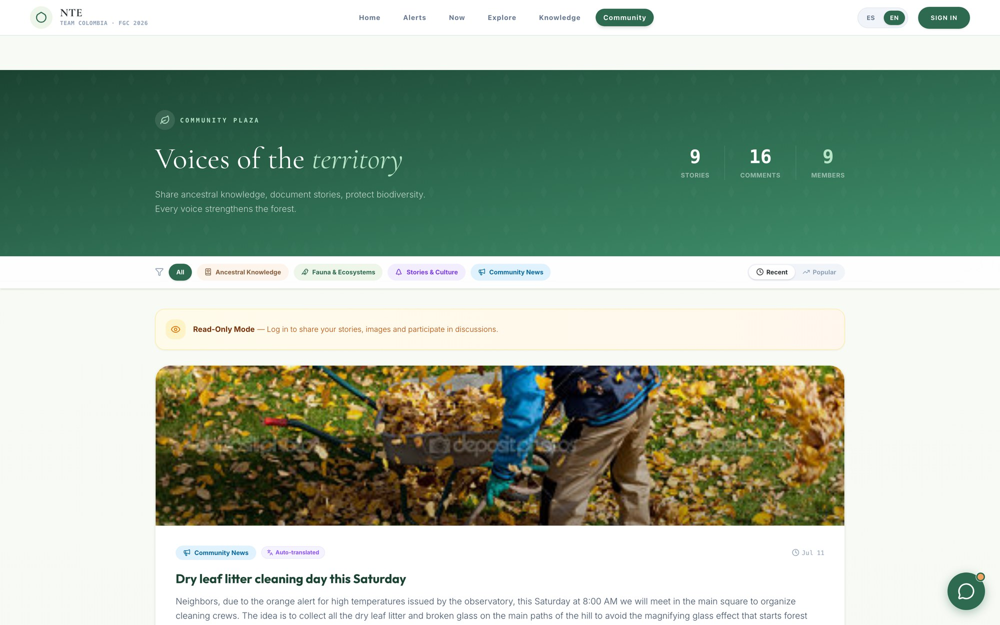 NTE
TEAM COLOMBIA · FGC 2026
Home
Alerts
Now
Explore
Knowledge
Community
ES
EN
SIGN IN
COMMUNITY PLAZA
Voices of the territory
Share ancestral knowledge, document stories, protect biodiversity.
Every voice strengthens the forest.
9
STORIES
16
COMMENTS
9
MEMBERS
All
Ancestral Knowledge
Fauna & Ecosystems
Stories & Culture
Community News
Recent
Popular
Read-Only Mode — Log in to share your stories, images and participate in discussions.
depositphotos
depositphotos
depositphotos
Community News
Auto-translated
Jul 11
Dry leaf litter cleaning day this Saturday
Neighbors, due to the orange alert for high temperatures issued by the observatory, this Saturday at 8:00 AM we will meet in the main square to organize
cleaning crews. The idea is to collect all the dry leaf litter and broken glass on the main paths of the hill to avoid the magnifying glass effect that starts forest